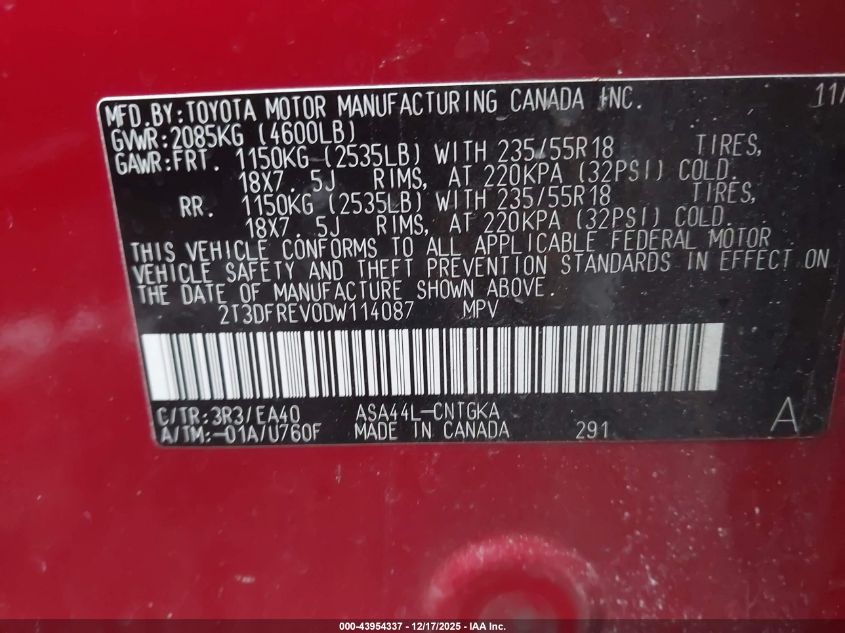 MFD.BY:TOYOTA MOTOR MANUFACTURING CANADA INC. 11/
GVWR:2085KG (4600LB)
GAWR:FRT. 1150KG (2535LB) WITH 235/55R18 TIRES,
18X7. 5J RIMS, AT 220KPA (32PSI) COLD.
RR. 1150KG (2535LB) WITH 235/55R18 TIRES,
18X7. 5J RIMS, AT 220KPA (32PSI) COLD.
THIS VEHICLE CONFORMS TO ALL APPLICABLE FEDERAL MOTOR
VEHICLE SAFETY AND THEFT PREVENTION STANDARDS IN EFFECT ON
THE DATE OF MANUFACTURE SHOWN ABOVE.
2T3DFREV0DW114087 MPV
C/TR:3R3/EA40 ASA44L-CNTGKA A
A/TM:-01A/U760F MADE IN CANADA 291
000-43954337 - 12/17/2025 - IAA Inc.